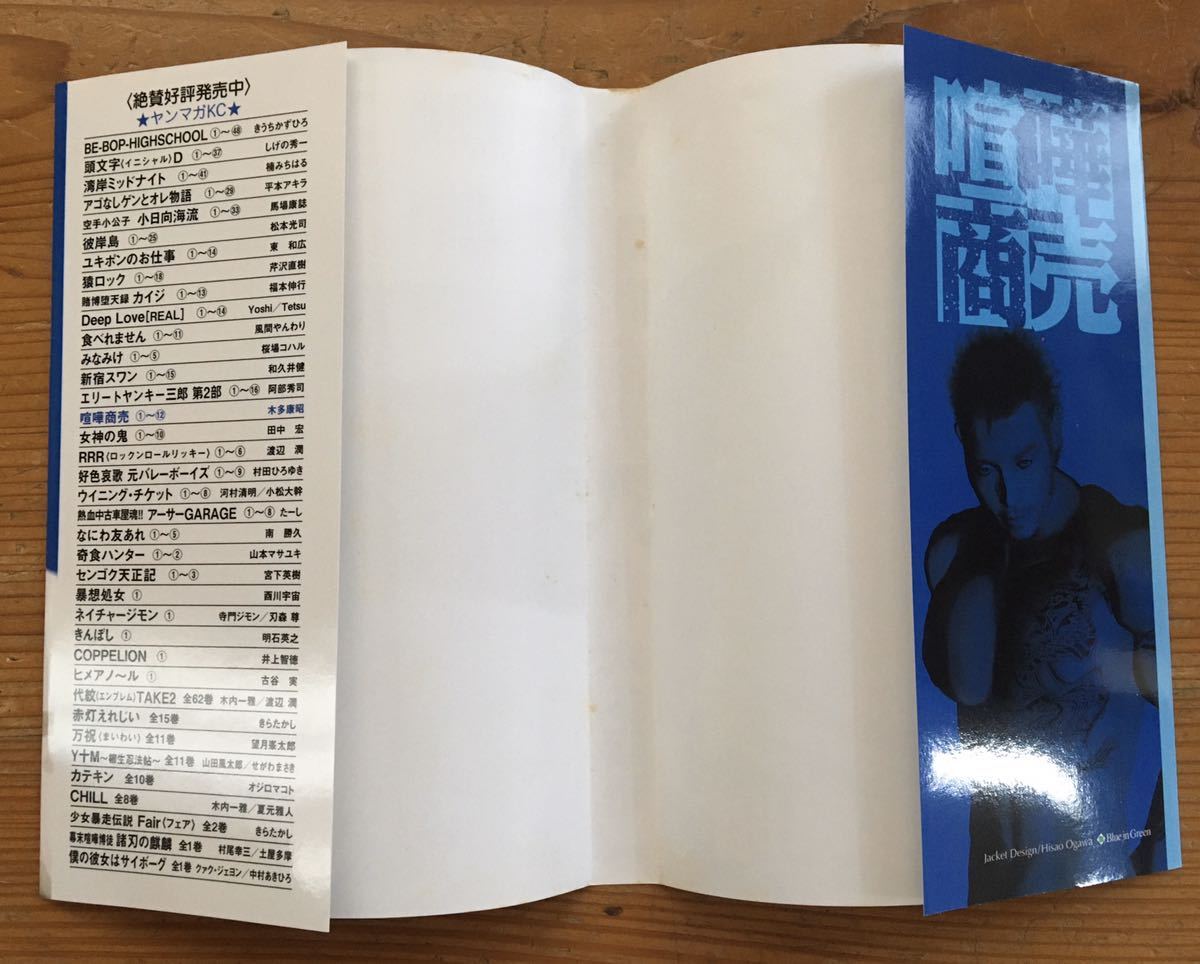 〈絶賛好評発売中〉
★ヤンマガKC★
BE-BOP-HIGHSCHOOL ①〜㊽ きうちかずひろ
頭文字〈イニシャル〉D ①〜㊲ しげの秀一
湾岸ミッドナイト ①〜㊶ 楠みちはる
アゴなしゲンとオレ物語 ①〜㉙ 平本アキラ
空手小公子 小日向海流 ①〜㉝ 馬場康誌
彼岸島 ①〜㉕ 松本光司
ユキポンのお仕事 ①〜⑭ 東 和広
猿ロック ①〜⑱ 芹沢直樹
賭博堕天録 カイジ ①〜⑬ 福本伸行
Deep Love[REAL] ①〜⑭ Yoshi/Tetsu
食べれません ①〜⑪ 風間やんわり
みなみけ ①〜⑤ 桜場コハル
新宿スワン ①〜⑮ 和久井健
エリートヤンキー三郎 第2部 ①〜⑯ 阿部秀司
喧嘩商売 ①〜⑫ 木多康昭
女神の鬼 ①〜⑩ 田中 宏
RRR〈ロックンロールリッキー〉 ①〜⑥ 渡辺 潤
好色哀歌 元バレーボーイズ ①〜⑨ 村田ひろゆき
ウイニング・チケット ①〜⑧ 河村清明/小松大幹
熱血中古車屋魂!! アーサーGARAGE ①〜⑧ たーし
なにわ友あれ ①〜⑤ 南 勝久
奇食ハンター ①〜② 山本マサユキ
センゴク天正記 ①〜③ 宮下英樹
暴想処女 ① 酉川宇宙
ネイチャージモン ① 寺門ジモン/刃森 尊
きんぼし ① 明石英之
COPPELION ① 井上智徳
ヒメアノ〜ル ① 古谷 実
代紋〈エンブレム〉TAKE2 全62巻 木内一雅/渡辺 潤
赤灯えれじい 全15巻 きらたかし
万祝〈まいわい〉 全11巻 望月峯太郎
Y十M〜柳生忍法帖〜 全11巻 山田風太郎/せがわまさき
カテキン 全10巻 オジロマコト
CHILL 全8巻 木内一雅/夏元雅人
少女暴走伝説 Fair〈フェア〉 全2巻 きらたかし
幕末喧嘩博徒 諸刃の麒麟 全1巻 村尾幸三/土屋多摩
僕の彼女はサイボーグ 全1巻 クァク・ジェヨン/中村あきひろ
喧嘩
商売
Jacket Design/Hisao Ogawa Blue in Green